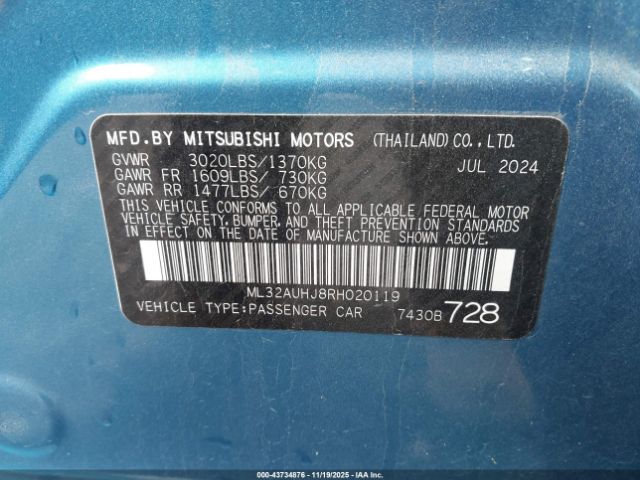 MFD.BY MITSUBISHI MOTORS (THAILAND)CO.,LTD.
GVWR 3020LBS/1370KG JUL 2024
GAWR FR 1609LBS/ 730KG
GAWR RR 1477LBS/ 670KG
THIS VEHICLE CONFORMS TO ALL APPLICABLE FEDERAL MOTOR
VEHICLE SAFETY, BUMPER, AND THEFT PREVENTION STANDARDS
IN EFFECT ON THE DATE OF MANUFACTURE SHOWN ABOVE.
ML32AUHJ8RH020119
VEHICLE TYPE:PASSENGER CAR 7430B 728
000-43734876 - 11/19/2025 - IAAI.com